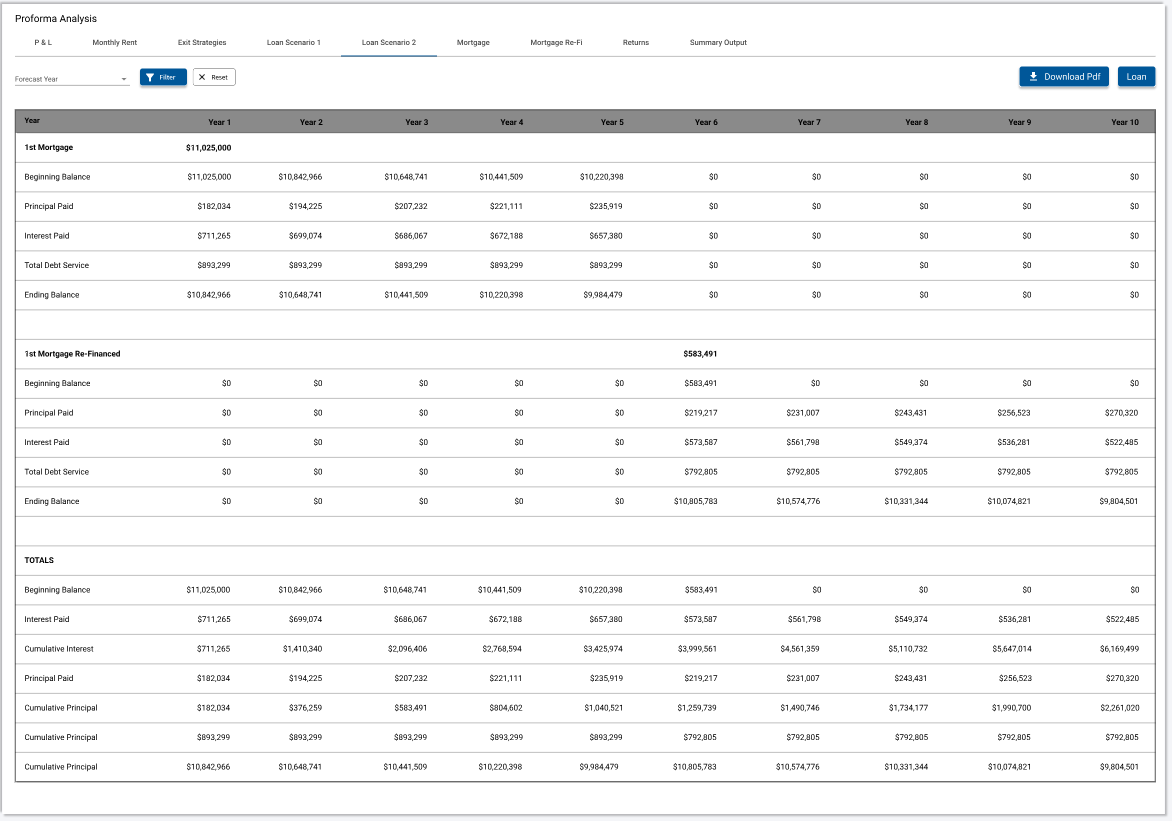 Proforma Analysis
P & L Monthly Rent Exit Strategies Loan Scenario 1 Loan Scenario 2 Mortgage Mortgage Re-Fi Returns Summary Output
Forecast Year Filter Reset Download Pdf Loan
Year Year 1 Year 2 Year 3 Year 4 Year 5 Year 6 Year 7 Year 8 Year 9 Year 10
1st Mortgage $11,025,000
Beginning Balance $11,025,000 $10,842,966 $10,648,741 $10,441,509 $10,220,398 $0 $0 $0 $0 $0
Principal Paid $182,034 $194,225 $207,232 $221,111 $235,919 $0 $0 $0 $0 $0
Interest Paid $711,265 $699,074 $686,067 $672,188 $657,380 $0 $0 $0 $0 $0
Total Debt Service $893,299 $893,299 $893,299 $893,299 $893,299 $0 $0 $0 $0 $0
Ending Balance $10,842,966 $10,648,741 $10,441,509 $10,220,398 $9,984,479 $0 $0 $0 $0 $0
1st Mortgage Re-Financed $583,491
Beginning Balance $0 $0 $0 $0 $0 $583,491 $0 $0 $0 $0
Principal Paid $0 $0 $0 $0 $0 $219,217 $231,007 $243,431 $256,523 $270,320
Interest Paid $0 $0 $0 $0 $0 $573,587 $561,798 $549,374 $536,281 $522,485
Total Debt Service $0 $0 $0 $0 $0 $792,805 $792,805 $792,805 $792,805 $792,805
Ending Balance $0 $0 $0 $0 $0 $10,805,783 $10,574,776 $10,331,344 $10,074,821 $9,804,501
TOTALS
Beginning Balance $11,025,000 $10,842,966 $10,648,741 $10,441,509 $10,220,398 $583,491 $0 $0 $0 $0
Interest Paid $711,265 $699,074 $686,067 $672,188 $657,380 $573,587 $561,798 $549,374 $536,281 $522,485
Cumulative Interest $711,265 $1,410,340 $2,096,406 $2,768,594 $3,425,974 $3,999,561 $4,561,359 $5,110,732 $5,647,014 $6,169,499
Principal Paid $182,034 $194,225 $207,232 $221,111 $235,919 $219,217 $231,007 $243,431 $256,523 $270,320
Cumulative Principal $182,034 $376,259 $583,491 $804,602 $1,040,521 $1,259,739 $1,490,746 $1,734,177 $1,990,700 $2,261,020
Cumulative Principal $893,299 $893,299 $893,299 $893,299 $893,299 $792,805 $792,805 $792,805 $792,805 $792,805
Cumulative Principal $10,842,966 $10,648,741 $10,441,509 $10,220,398 $9,984,479 $10,805,783 $10,574,776 $10,331,344 $10,074,821 $9,804,501